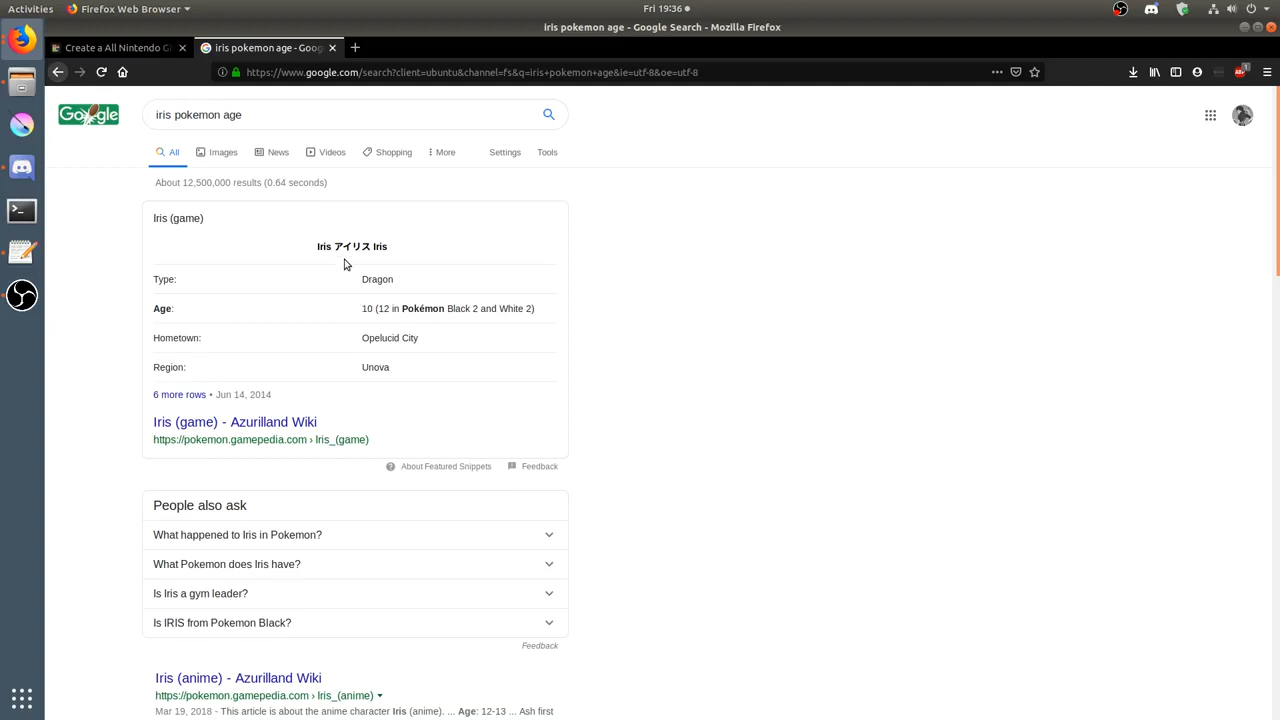 Activities Firefox Web Browser Fri 19:36
iris pokemon age - Google Search - Mozilla Firefox
Create a All Nintendo G iris pokemon age - Goog
https://www.google.com/search?client=ubuntu&channel=fs&q=iris+pokemon+age&ie=utf-8&oe=utf-8
Google iris pokemon age
All Images News Videos Shopping More Settings Tools
About 12,500,000 results (0.64 seconds)
Iris (game)
Iris アイリス Iris
Type: Dragon
Age: 10 (12 in Pokémon Black 2 and White 2)
Hometown: Opelucid City
Region: Unova
6 more rows • Jun 14, 2014
Iris (game) - Azurilland Wiki
https://pokemon.gamepedia.com › Iris_(game)
About Featured Snippets Feedback
People also ask
What happened to Iris in Pokemon?
What Pokemon does Iris have?
Is Iris a gym leader?
Is IRIS from Pokemon Black?
Feedback
Iris (anime) - Azurilland Wiki
https://pokemon.gamepedia.com › Iris_(anime)
Mar 19, 2018 - This article is about the anime character Iris (anime). ... Age: 12-13 ... Ash first